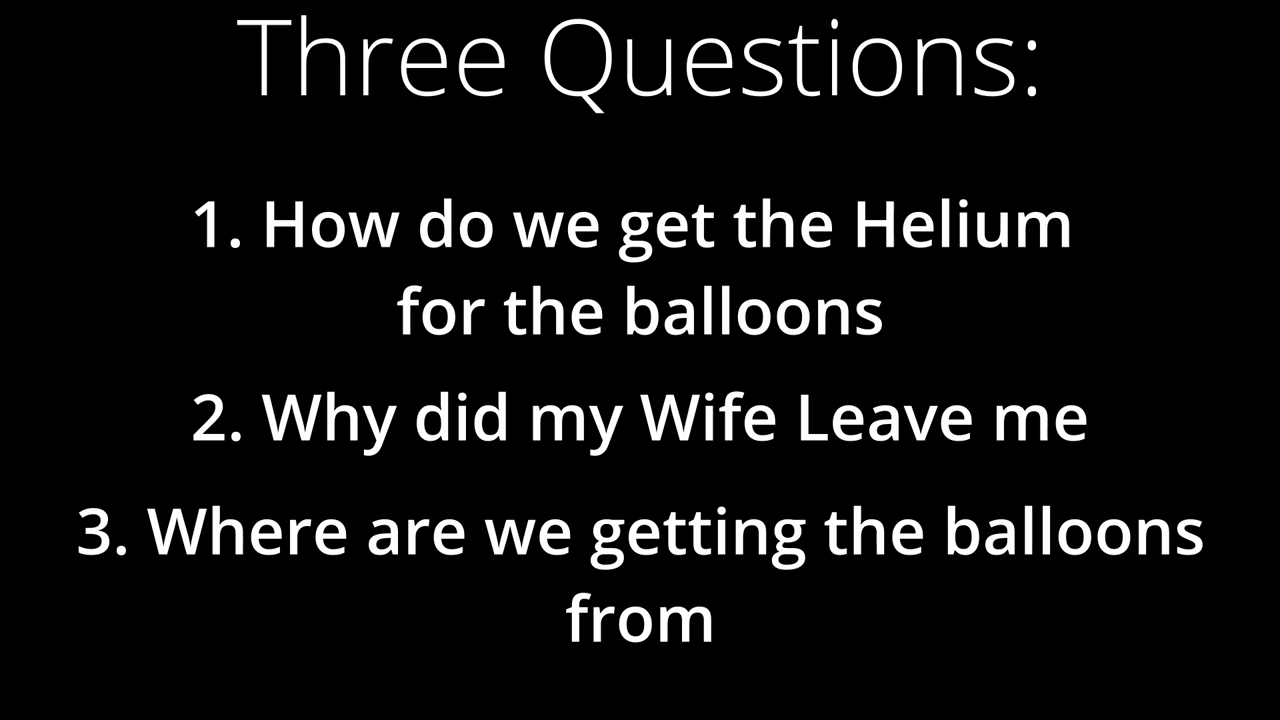 Three Questions:
1. How do we get the Helium
for the balloons
2. Why did my Wife Leave me
3. Where are we getting the balloons
from